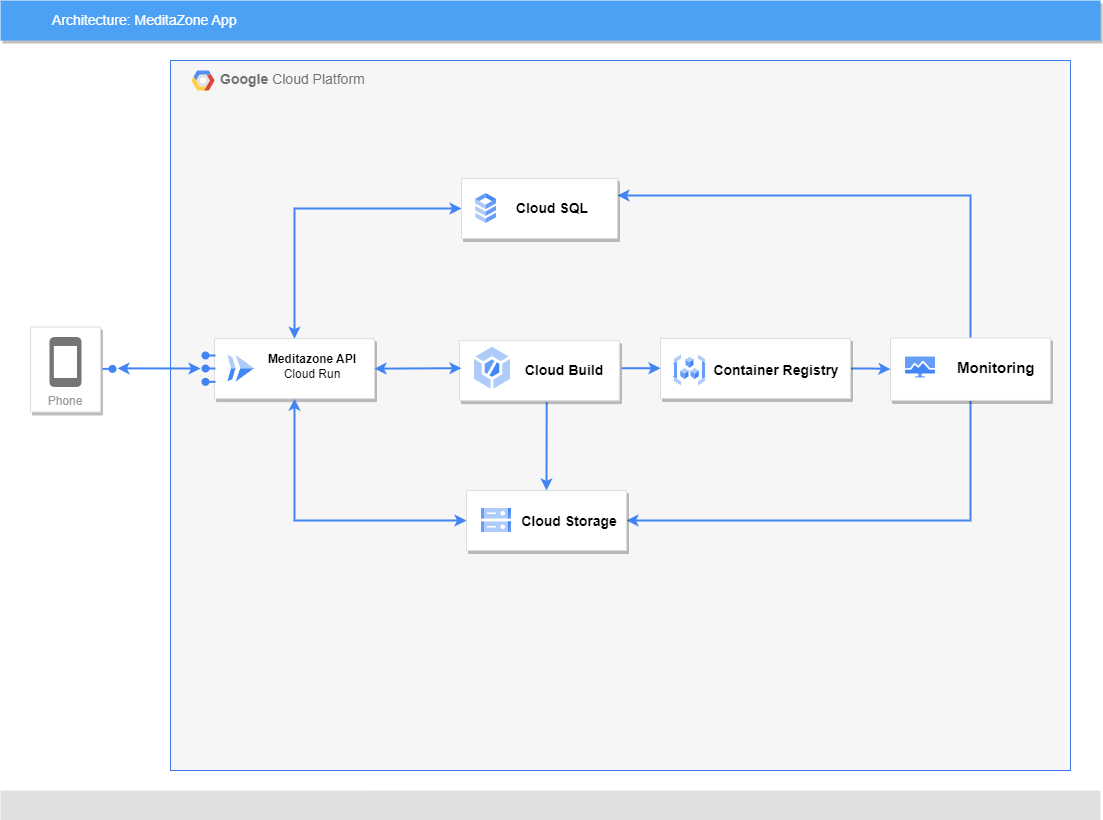 Architecture: MeditaZone App
Google Cloud Platform
Cloud SQL
Phone
Meditazone API
Cloud Run
Cloud Build
Container Registry
Monitoring
Cloud Storage